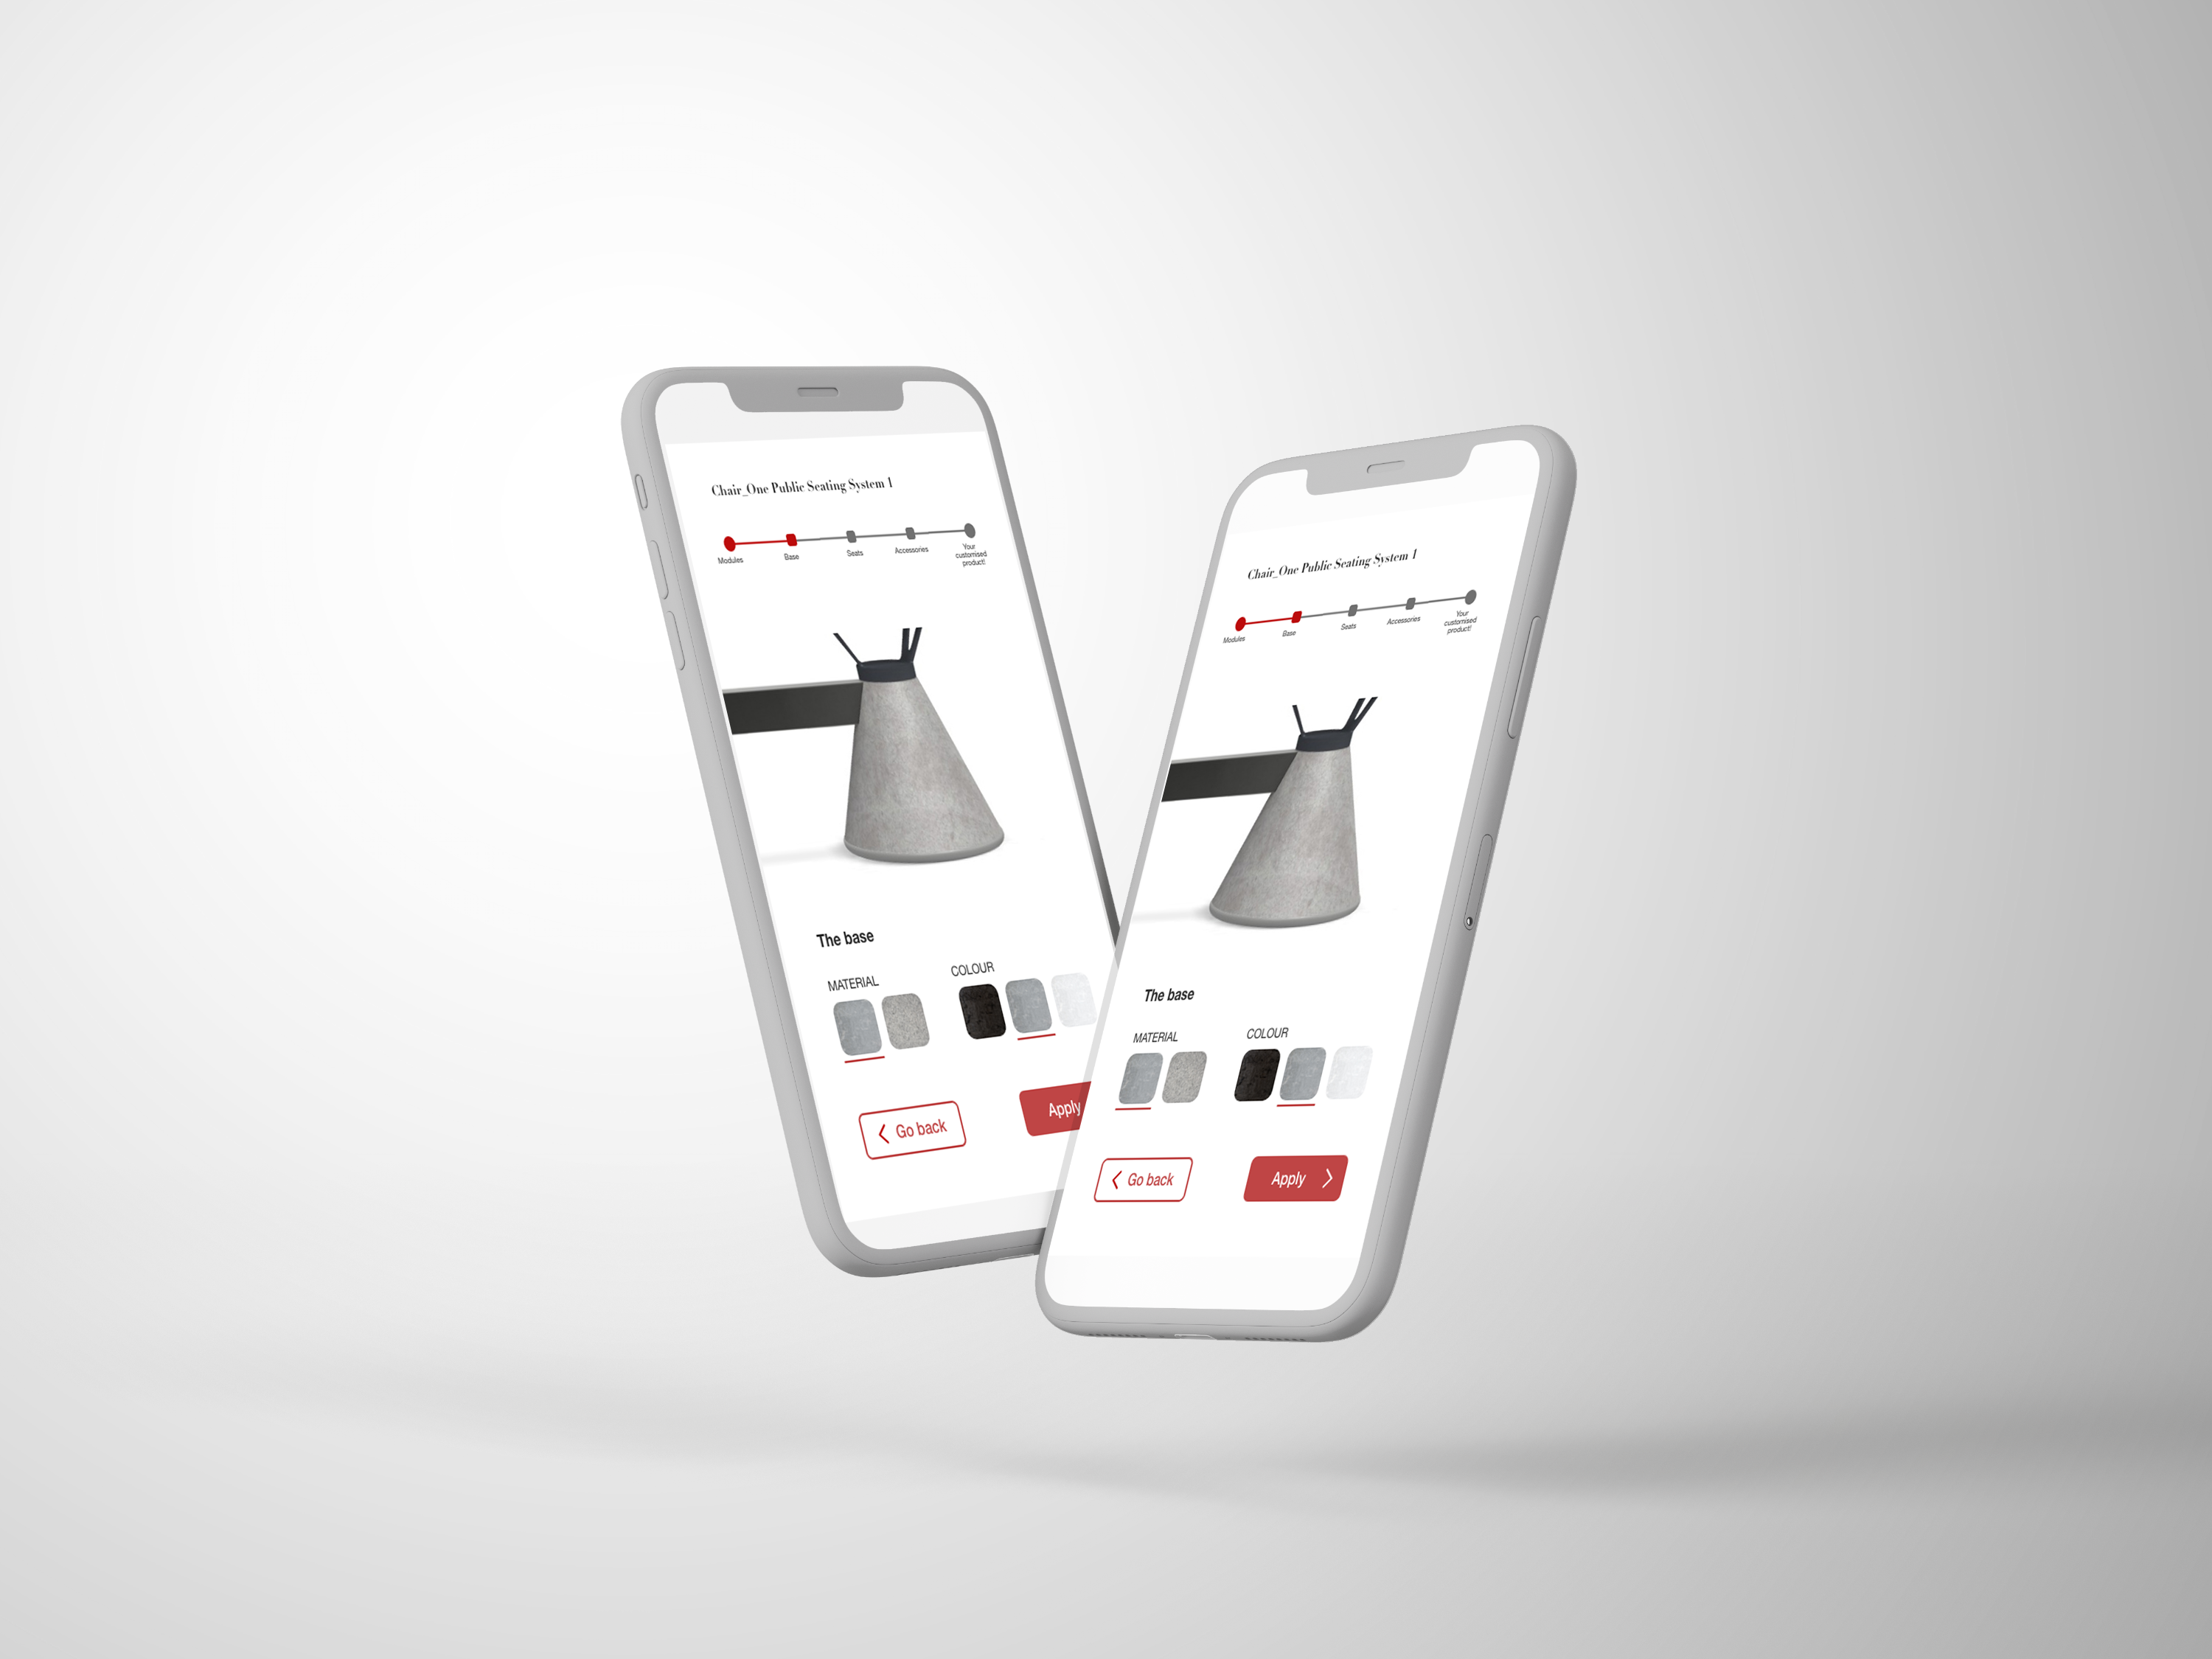 Chair_One Public Seating System 1
Modules
Base
Seats
Accessories
Your
customised
product!
The base
MATERIAL
COLOUR
Go back
Apply
Chair_One Public Seating System 1
Modules
Base
Seats
Accessories
Your
customised
product!
The base
MATERIAL
COLOUR
Go back
Apply